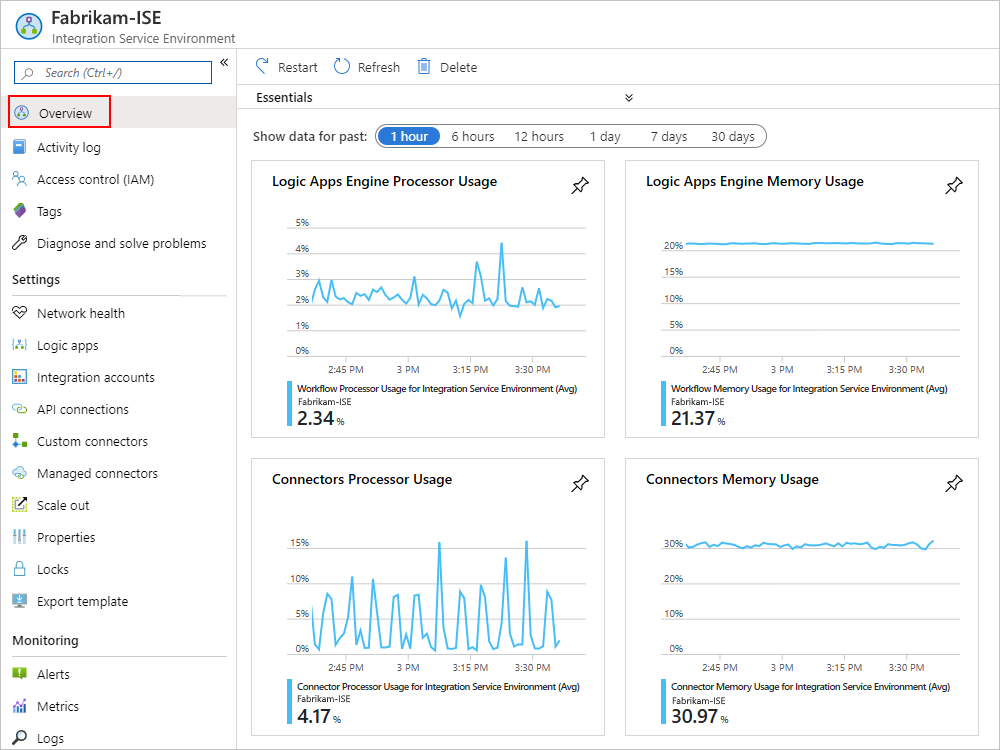 Fabrikam-ISE
Integration Service Environment
Search (Ctrl+/)
«
Overview
Activity log
Access control (IAM)
Tags
Diagnose and solve problems
Settings
Network health
Logic apps
Integration accounts
API connections
Custom connectors
Managed connectors
Scale out
Properties
Locks
Export template
Monitoring
Alerts
Metrics
Logs
Restart Refresh Delete
Essentials
Show data for past: 1 hour 6 hours 12 hours 1 day 7 days 30 days
Logic Apps Engine Processor Usage
5%
4%
3%
2%
1%
0%
2:45 PM 3 PM 3:15 PM 3:30 PM
Workflow Processor Usage for Integration Service Environment (Avg)
Fabrikam-ISE
2.34 %
Logic Apps Engine Memory Usage
20%
15%
10%
5%
0%
2:45 PM 3 PM 3:15 PM 3:30 PM
Workflow Memory Usage for Integration Service Environment (Avg)
Fabrikam-ISE
21.37 %
Connectors Processor Usage
15%
10%
5%
0%
2:45 PM 3 PM 3:15 PM 3:30 PM
Connector Processor Usage for Integration Service Environment (Avg)
Fabrikam-ISE
4.17 %
Connectors Memory Usage
30%
20%
10%
0%
2:45 PM 3 PM 3:15 PM 3:30 PM
Connector Memory Usage for Integration Service Environment (Avg)
Fabrikam-ISE
30.97 %